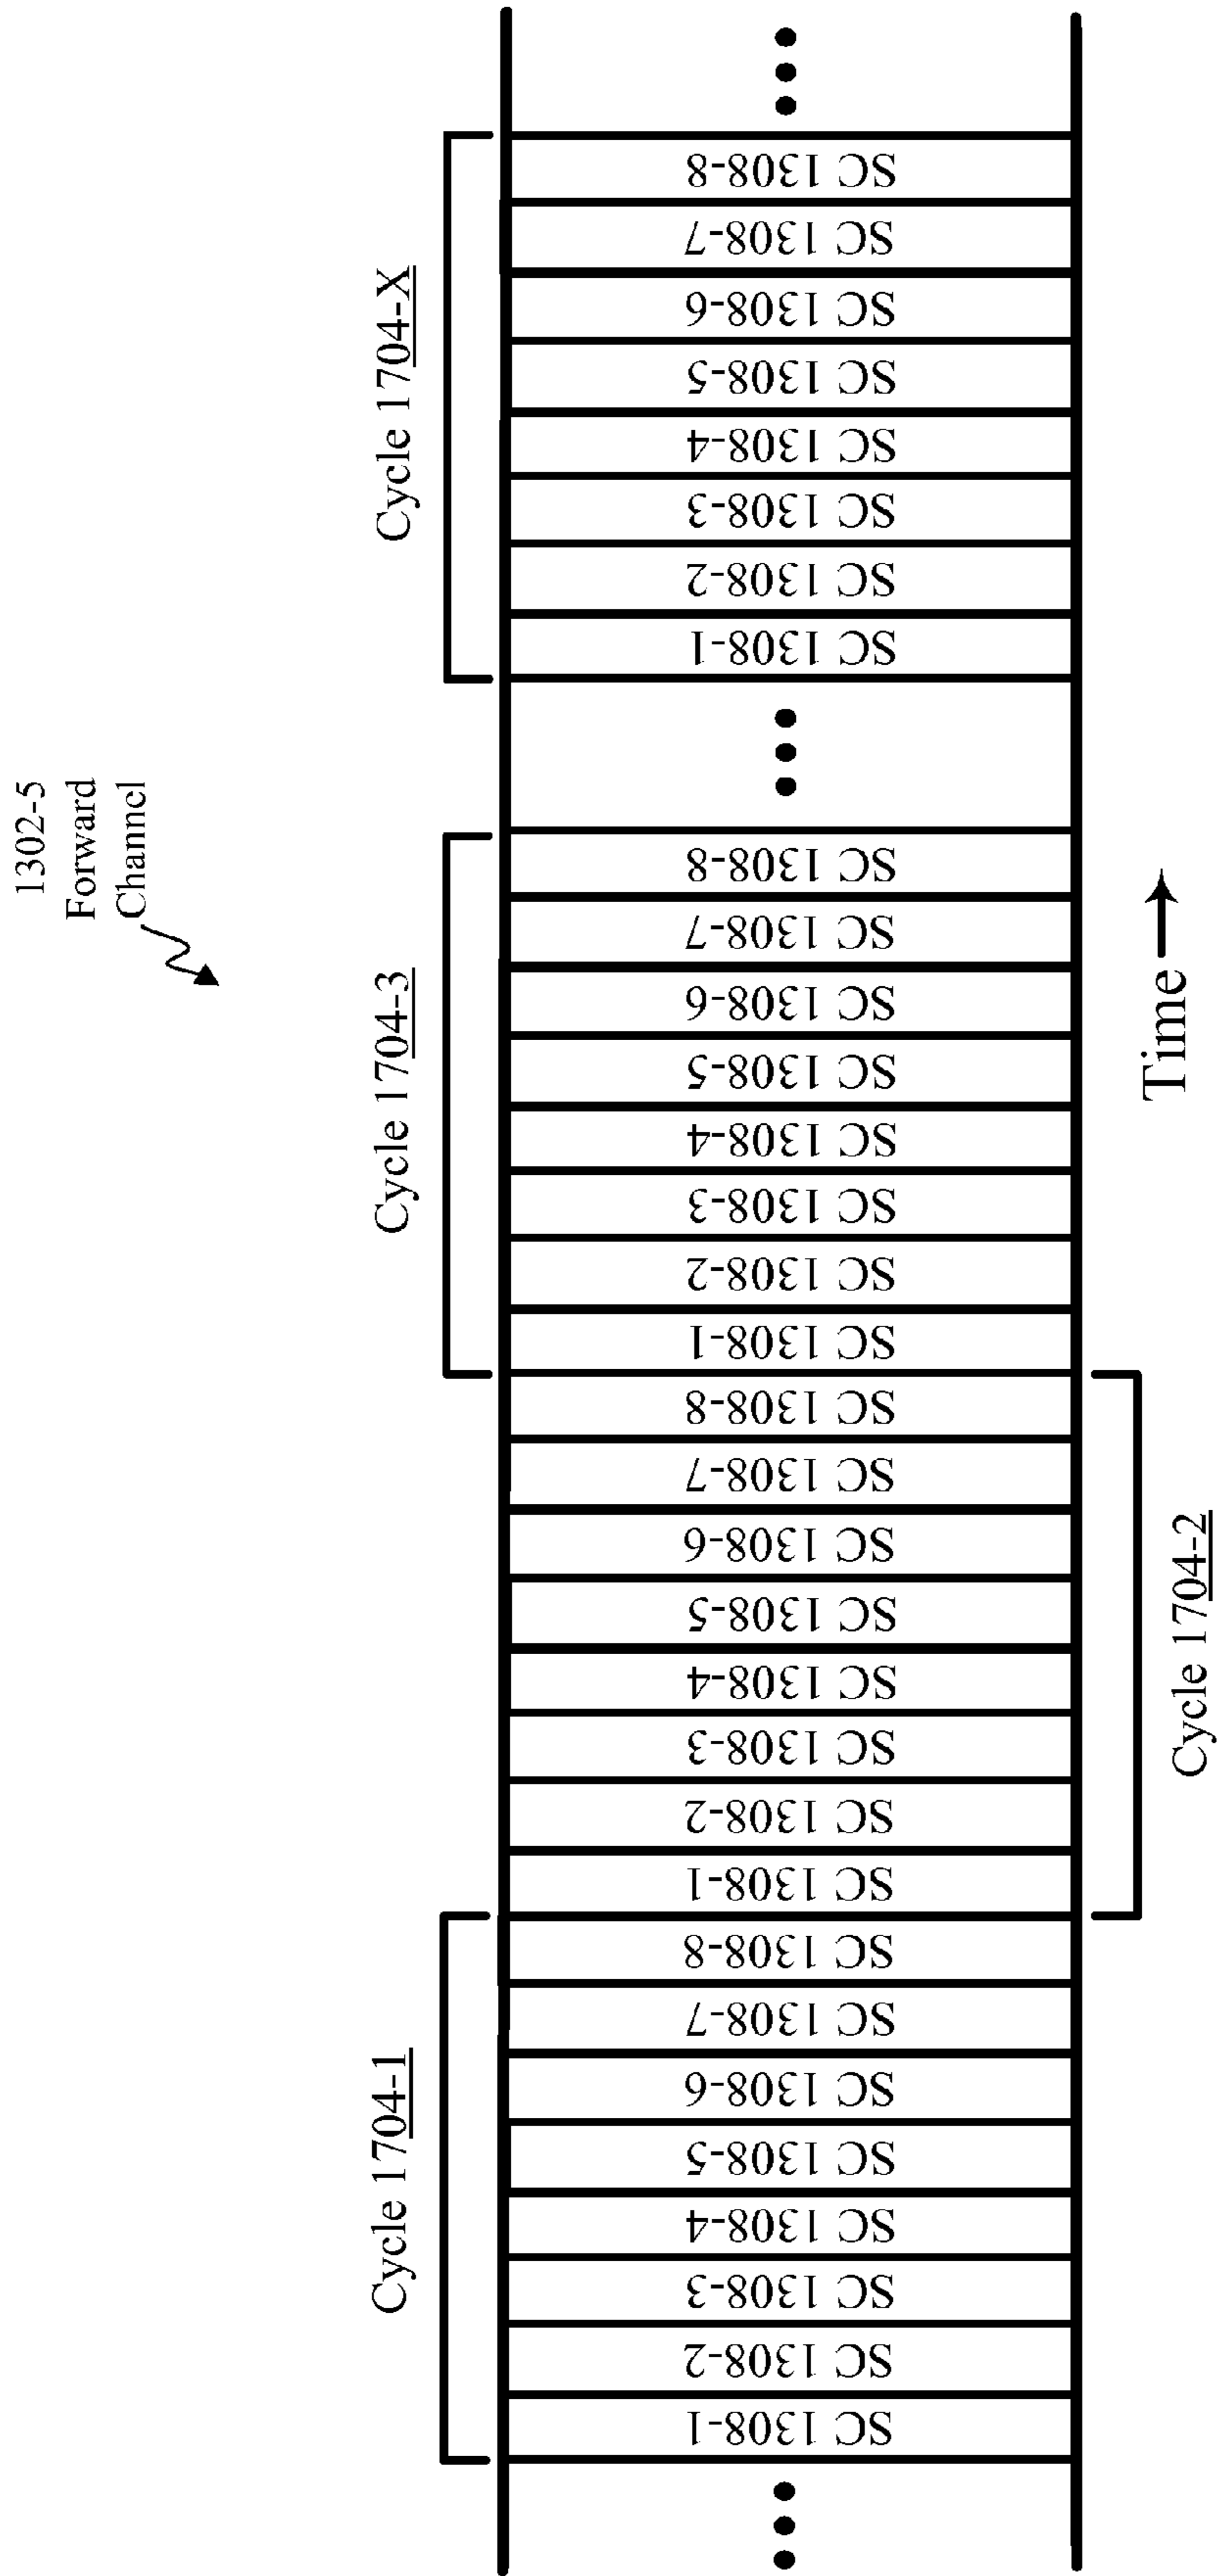 1302-5
Forward
Channel
Cycle 1704-1
Cycle 1704-3
Cycle 1704-X
SC 1308-1
SC 1308-2
SC 1308-3
SC 1308-4
SC 1308-5
SC 1308-6
SC 1308-7
SC 1308-8
SC 1308-1
SC 1308-2
SC 1308-3
SC 1308-4
SC 1308-5
SC 1308-6
SC 1308-7
SC 1308-8
SC 1308-1
SC 1308-2
SC 1308-3
SC 1308-4
SC 1308-5
SC 1308-6
SC 1308-7
SC 1308-8
SC 1308-1
SC 1308-2
SC 1308-3
SC 1308-4
SC 1308-5
SC 1308-6
SC 1308-7
SC 1308-8
Cycle 1704-2
Time